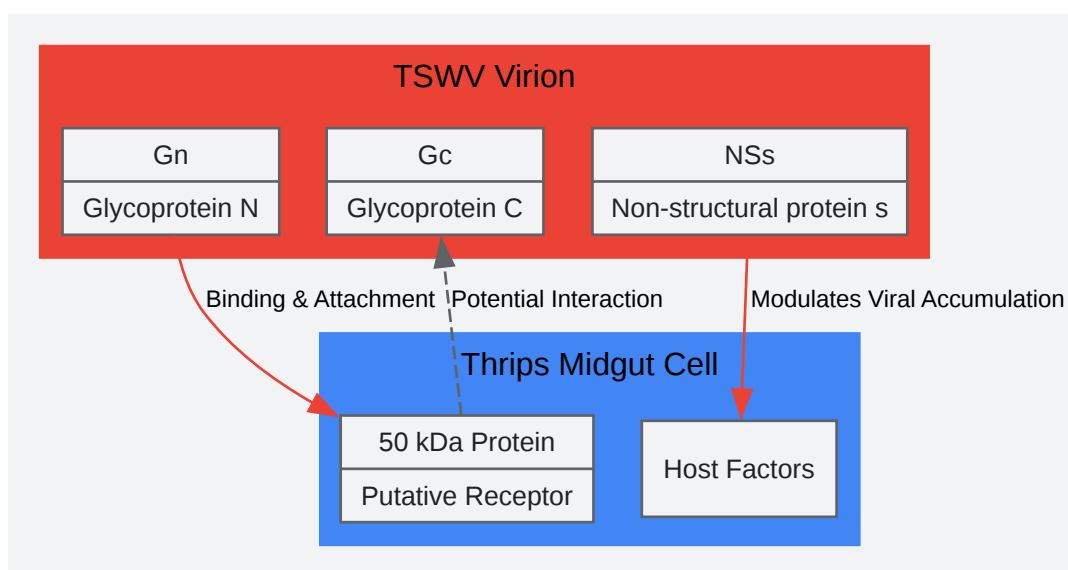 TSWV Virion
Gn
Glycoprotein N
Gc
Glycoprotein C
NSs
Non-structural protein s
Binding & Attachment
Potential Interaction
Modulates Viral Accumulation
Thrips Midgut Cell
50 kDa Protein
Putative Receptor
Host Factors